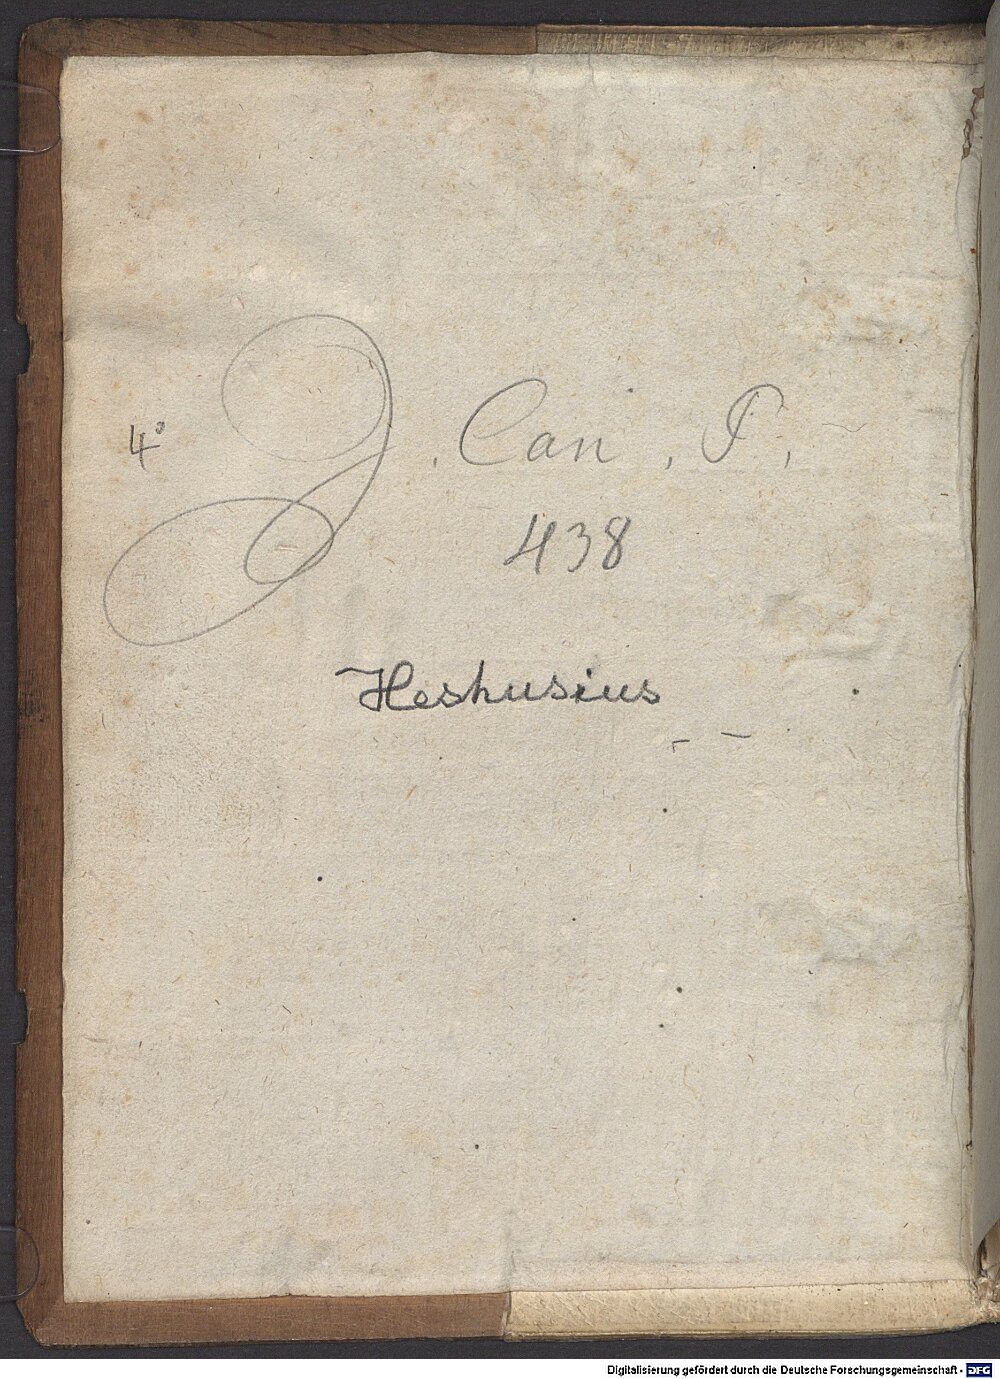 4° J. Can. P.
438
Heshusius
Digitalisierung gefördert durch die Deutsche Forschungsgemeinschaft - DFG